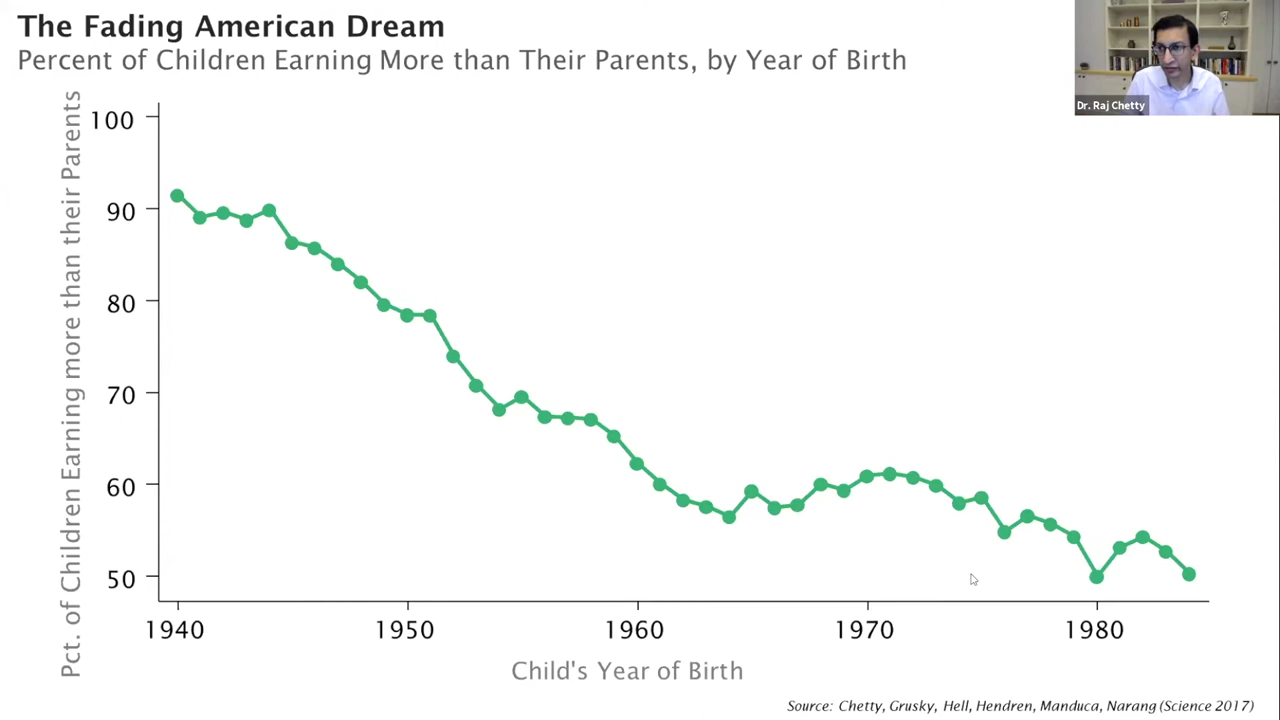 The Fading American Dream
Percent of Children Earning More than Their Parents, by Year of Birth
Dr. Raj Chetty
Pct. of Children Earning more than their Parents
100
90
80
70
60
50
1940 1950 1960 1970 1980
Child's Year of Birth
Source: Chetty, Grusky, Hell, Hendren, Manduca, Narang (Science 2017)